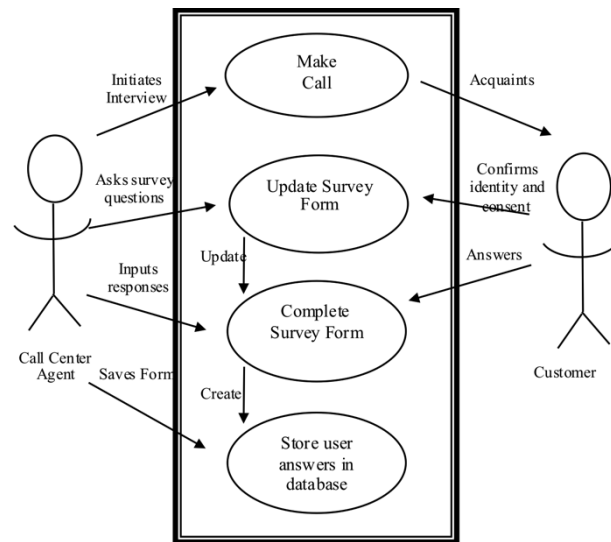 Make
Call
Initiates
Interview
Acquaints
Asks survey
questions
Update Survey
Form
Confirms
identity and
consent
Update
Answers
Inputs
responses
Complete
Survey Form
Call Center
Agent
Saves Form
Create
Customer
Store user
answers in
database